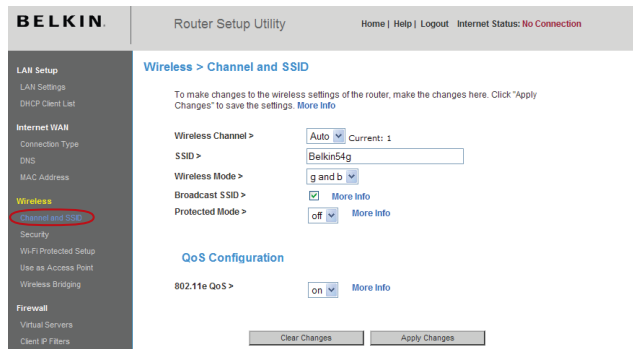 BELKIN.
Router Setup Utility
Home | Help | Logout Internet Status: No Connection
LAN Setup
LAN Settings
DHCP Client List
Internet WAN
Connection Type
DNS
MAC Address
Wireless
Channel and SSID
Security
Wi-Fi Protected Setup
Use as Access Point
Wireless Bridging
Firewall
Virtual Servers
Client IP Filters
Wireless > Channel and SSID
To make changes to the wireless settings of the router, make the changes here. Click "Apply
Changes" to save the settings. More Info
Wireless Channel > Auto Current: 1
SSID > Belkin54g
Wireless Mode > g and b
Broadcast SSID > More Info
Protected Mode > off More Info
QoS Configuration
802.11e QoS > on More Info
Clear Changes Apply Changes